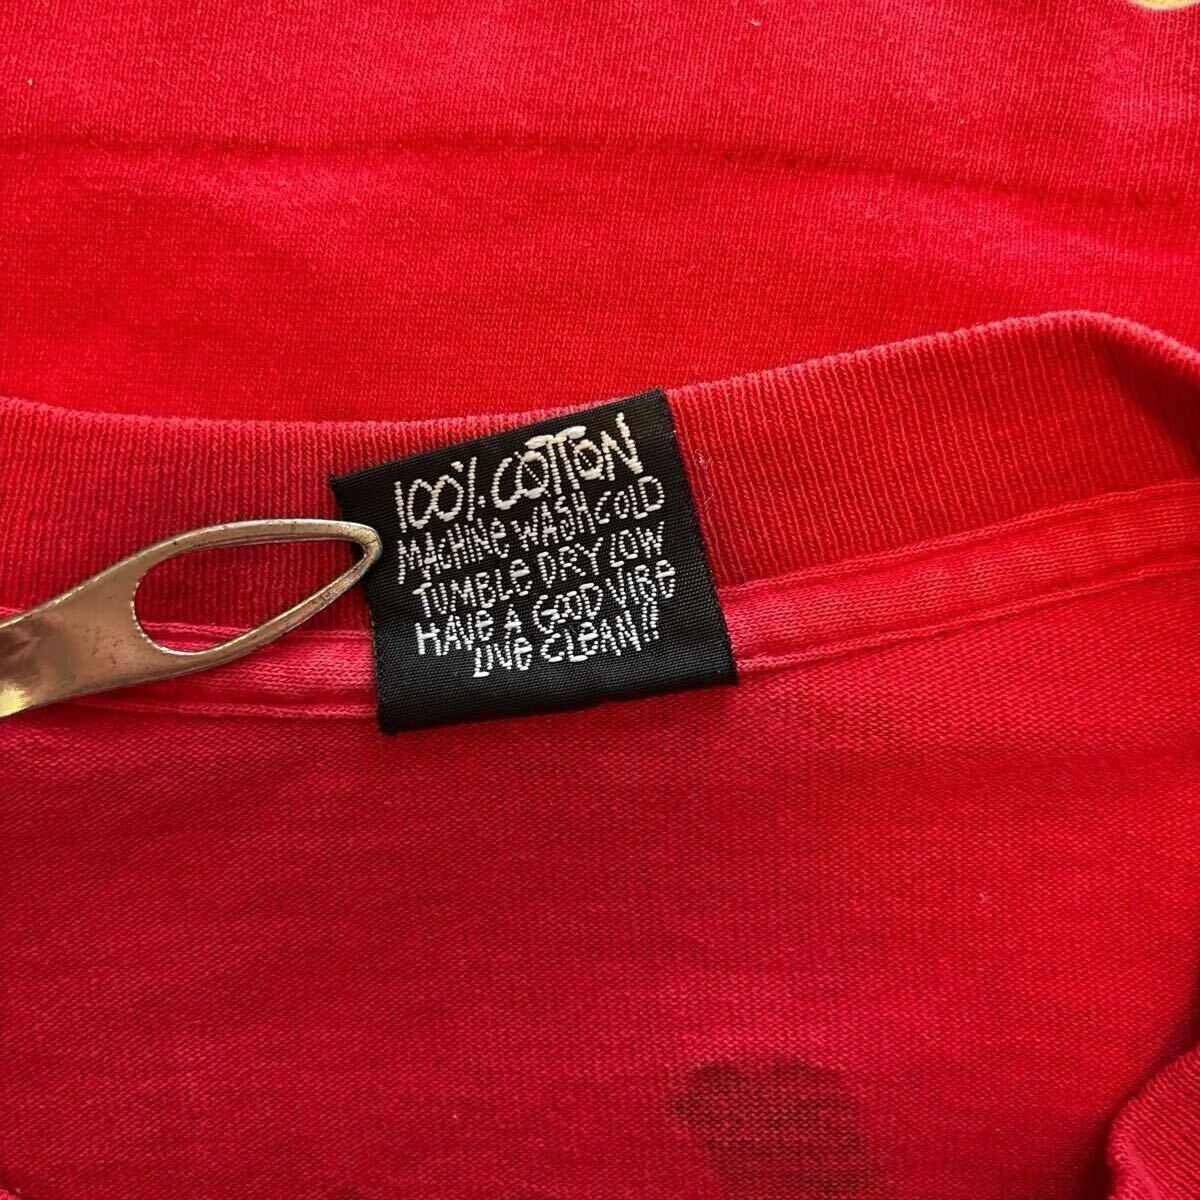 100% COTTON
MACHINE WASH COLD
TUMBLE DRY LOW
HAVE A GOOD VIBE
LIVE CLEAN!!